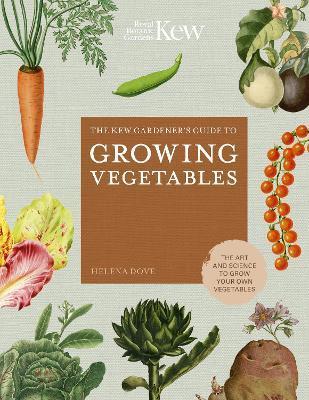 Royal
Botanic
Gardens
Kew
THE KEW GARDENER'S GUIDE TO
GROWING
VEGETABLES
HELENA DOVE
THE ART
AND SCIENCE
TO GROW
YOUR OWN
VEGETABLES